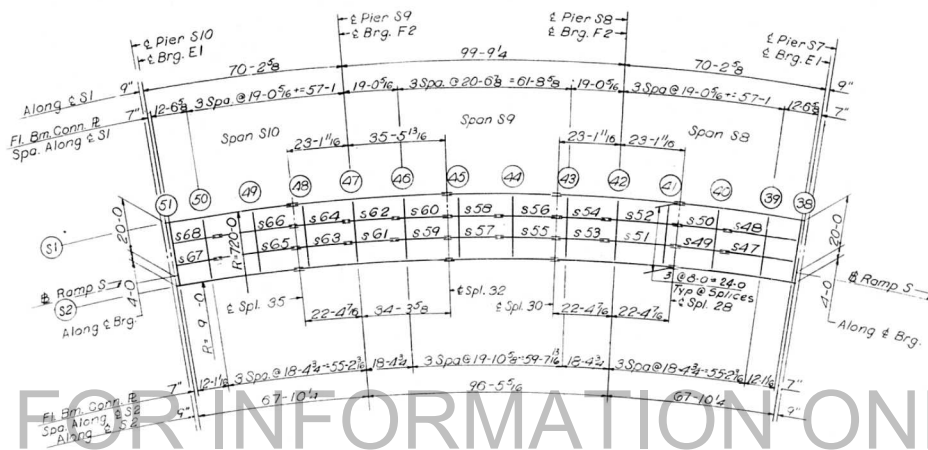 ℄ Pier S10
℄ Brg. E1
℄ Pier S9
℄ Brg. F2
℄ Pier S8
℄ Brg. F2
℄ Pier S7
℄ Brg. E1
9" 70-2⅝ 99-9¼ 70-2⅝ 9"
Along ℄ S1
7" 12-6⅝ 3 Spa. @ 19-0⁵⁄₁₆ = 57-1 19-0⁵⁄₁₆ 3 Spa. @ 20-6⅞ = 61-8⅝ 19-0⁵⁄₁₆ 3 Spa. @ 19-0⁵⁄₁₆ = 57-1 12-6⅝ 7"
Fl. Bm. Conn. ℄
Spa. Along ℄ S1
Span S10 Span S9 Span S8
23-1¹¹⁄₁₆ 35-5¹³⁄₁₆ 23-1¹¹⁄₁₆ 23-1¹¹⁄₁₆
51 50 49 48 47 46 45 44 43 42 41 40 39 38
20-0 20-0
S1
s68 s66 s64 s62 s60 s58 s56 s54 s52 s50 s48
s67 s65 s63 s61 s59 s57 s55 s53 s51 s49 s47
R=720-0
Ramp S
S2
4-0
Along ℄ Brg.
3 @ 8-0 = 24-0
Typ @ Splices
℄ Spl. 28
℄ Spl. 35
℄ Spl. 32
℄ Spl. 30
Ramp S
4-0
Along ℄ Brg.
22-4⁷⁄₁₆ 34-3⅝ 22-4⁷⁄₁₆ 22-4⁷⁄₁₆
7" 12-1⅛ 3 Spa. @ 18-4¾ = 55-2³⁄₁₆ 18-4¾ 3 Spa @ 19-10⅝ = 59-7¹³⁄₁₆ 18-4¾ 3 Spa @ 18-4¾ = 55-2³⁄₁₆ 12-1⅛ 7"
Fl. Bm. Conn. ℄
Spa. Along ℄ S2
Along ℄ S2
9" 67-10¼ 96-5⁵⁄₁₆ 67-10¼ 9"
FOR INFORMATION ONL